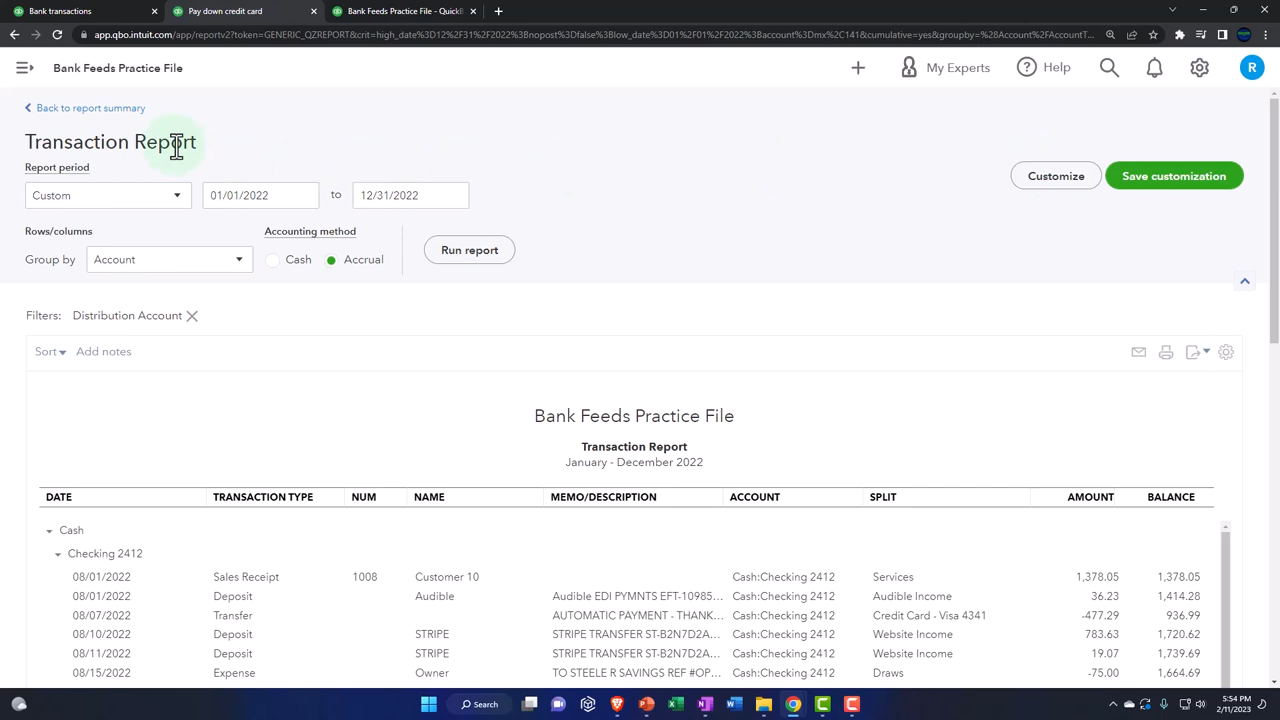 Bank transactions
Pay down credit card
Bank Feeds Practice File - QuickB
app.qbo.intuit.com/app/reportv2?token=GENERIC_QZREPORT&crit=high_date%3D12%2F31%2F2022%3Bnopost%3Dfalse%3Blow_date%3D01%2F01%2F2022%3Baccount%3Dmx%2C141&cumulative=yes&groupby=%28Account%2FAccountT...
Bank Feeds Practice File
My Experts
Help
R
Back to report summary
Transaction Report
Report period
Custom 01/01/2022 to 12/31/2022
Customize
Save customization
Rows/columns Accounting method
Group by Account Cash Accrual Run report
Filters: Distribution Account
Sort Add notes
Bank Feeds Practice File
Transaction Report
January - December 2022
DATE TRANSACTION TYPE NUM NAME MEMO/DESCRIPTION ACCOUNT SPLIT AMOUNT BALANCE
Cash
Checking 2412
08/01/2022 Sales Receipt 1008 Customer 10 Cash:Checking 2412 Services 1,378.05 1,378.05
08/01/2022 Deposit Audible Audible EDI PYMNTS EFT-10985... Cash:Checking 2412 Audible Income 36.23 1,414.28
08/07/2022 Transfer AUTOMATIC PAYMENT - THANK... Cash:Checking 2412 Credit Card - Visa 4341 -477.29 936.99
08/10/2022 Deposit STRIPE STRIPE TRANSFER ST-B2N7D2A... Cash:Checking 2412 Website Income 783.63 1,720.62
08/11/2022 Deposit STRIPE STRIPE TRANSFER ST-B2N7D2A... Cash:Checking 2412 Website Income 19.07 1,739.69
08/15/2022 Expense Owner TO STEELE R SAVINGS REF #OP... Cash:Checking 2412 Draws -75.00 1,664.69
Search
5:54 PM
2/11/2023